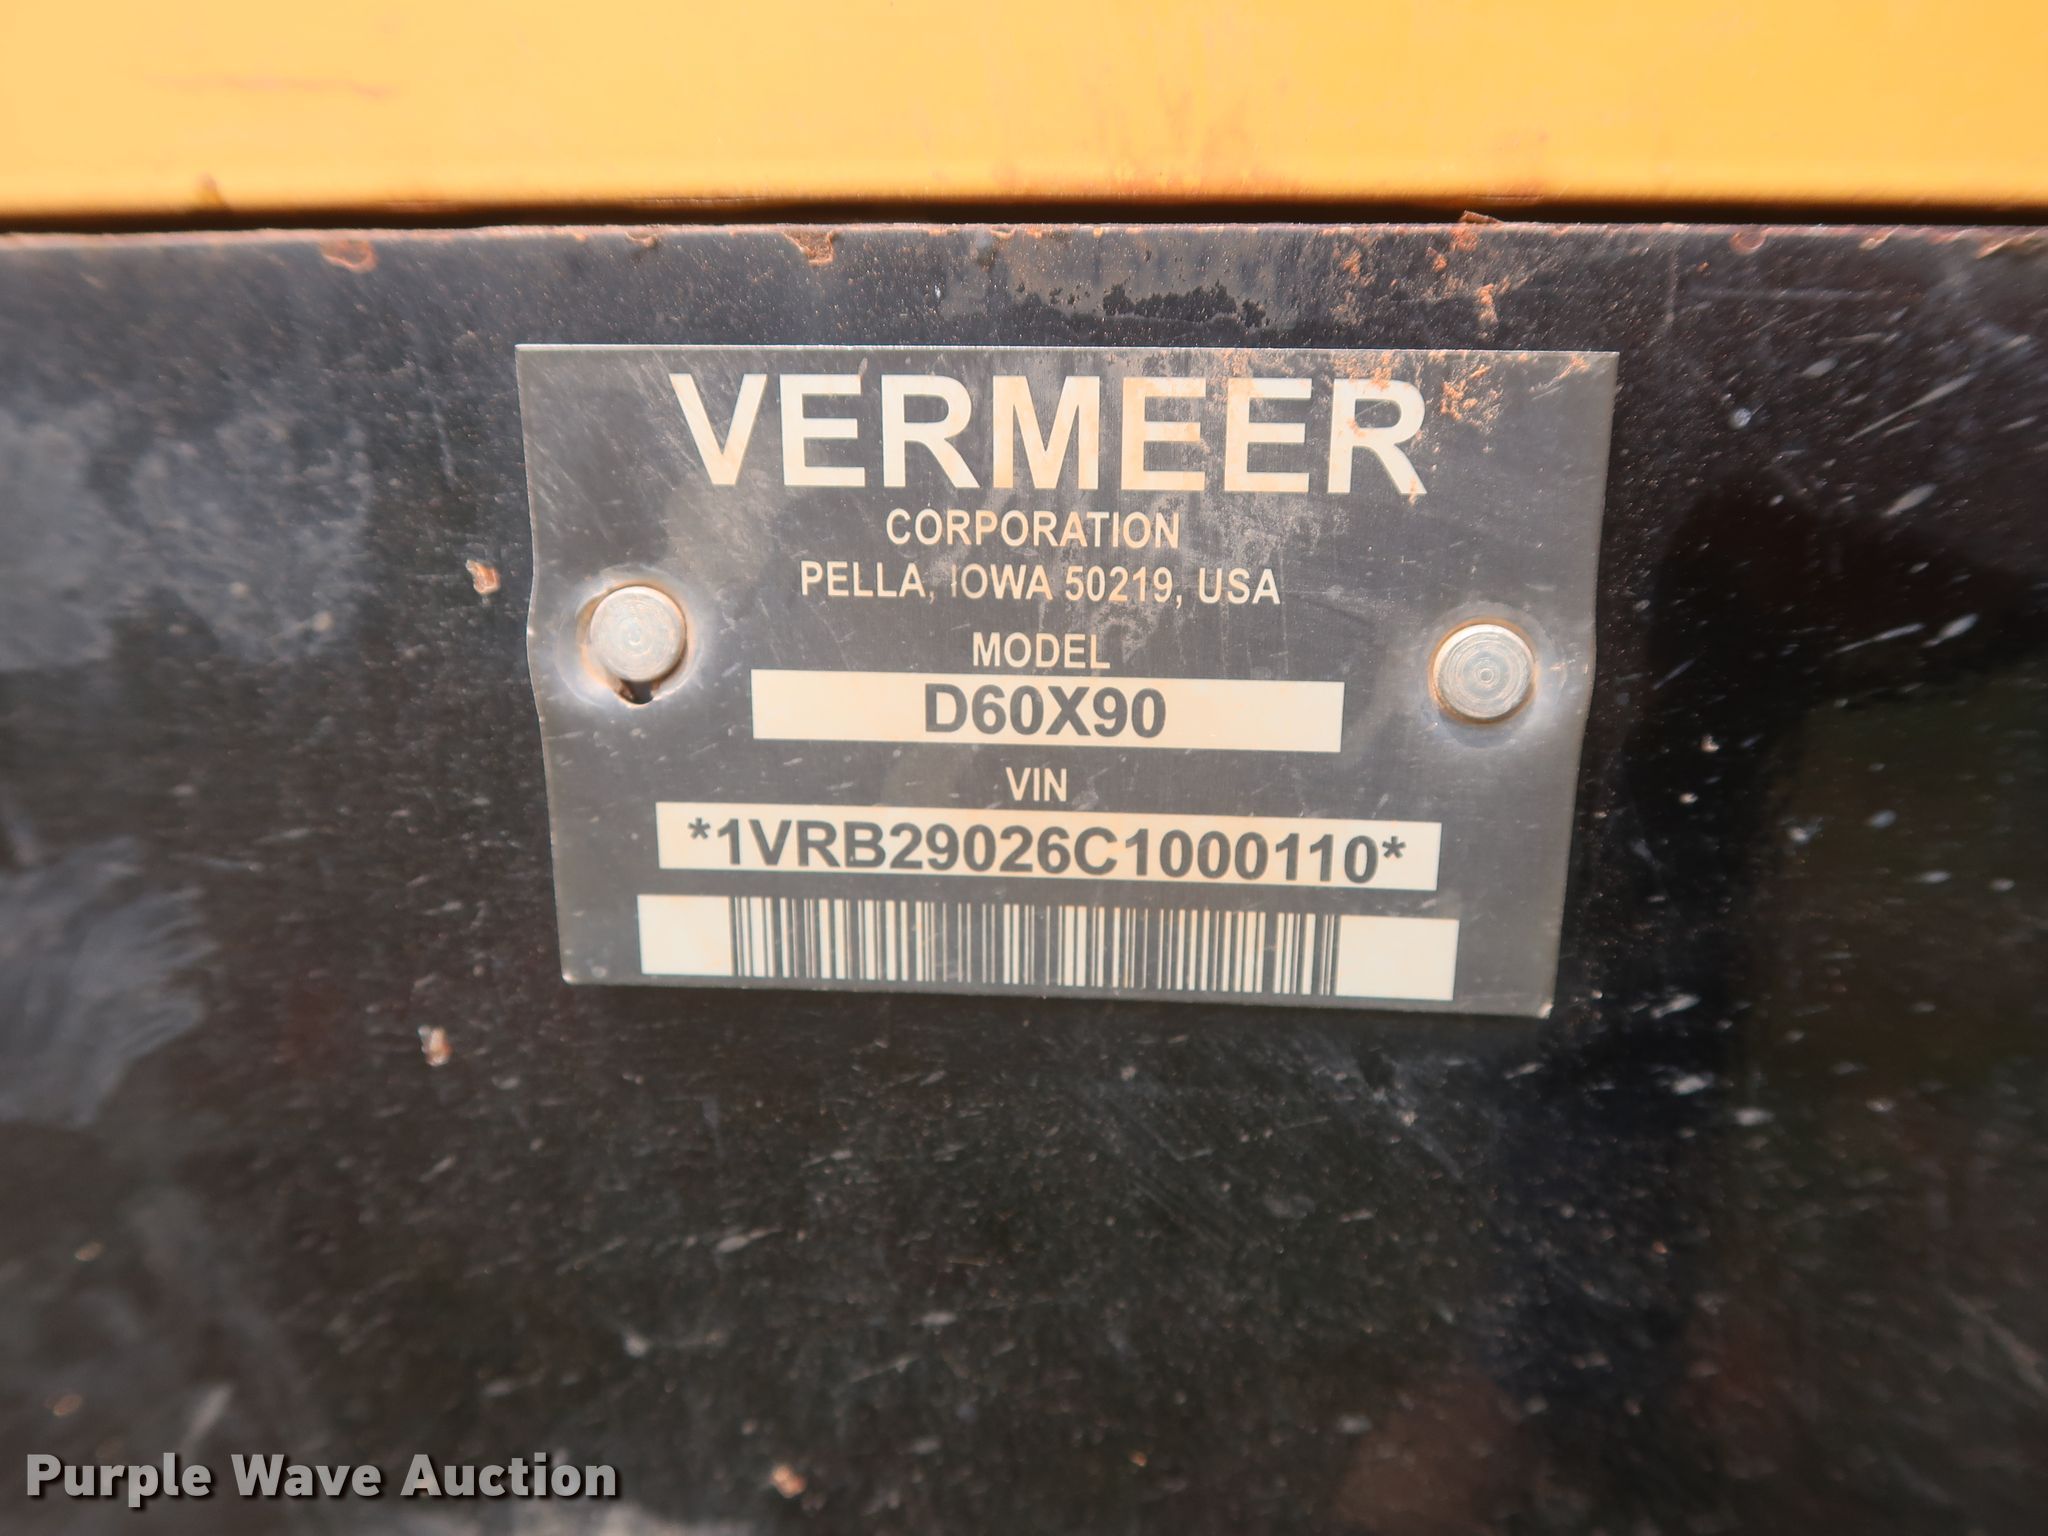 VERMEER
CORPORATION
PELLA, IOWA 50219, USA
MODEL
D60X90
VIN
*1VRB29026C1000110*
Purple Wave Auction